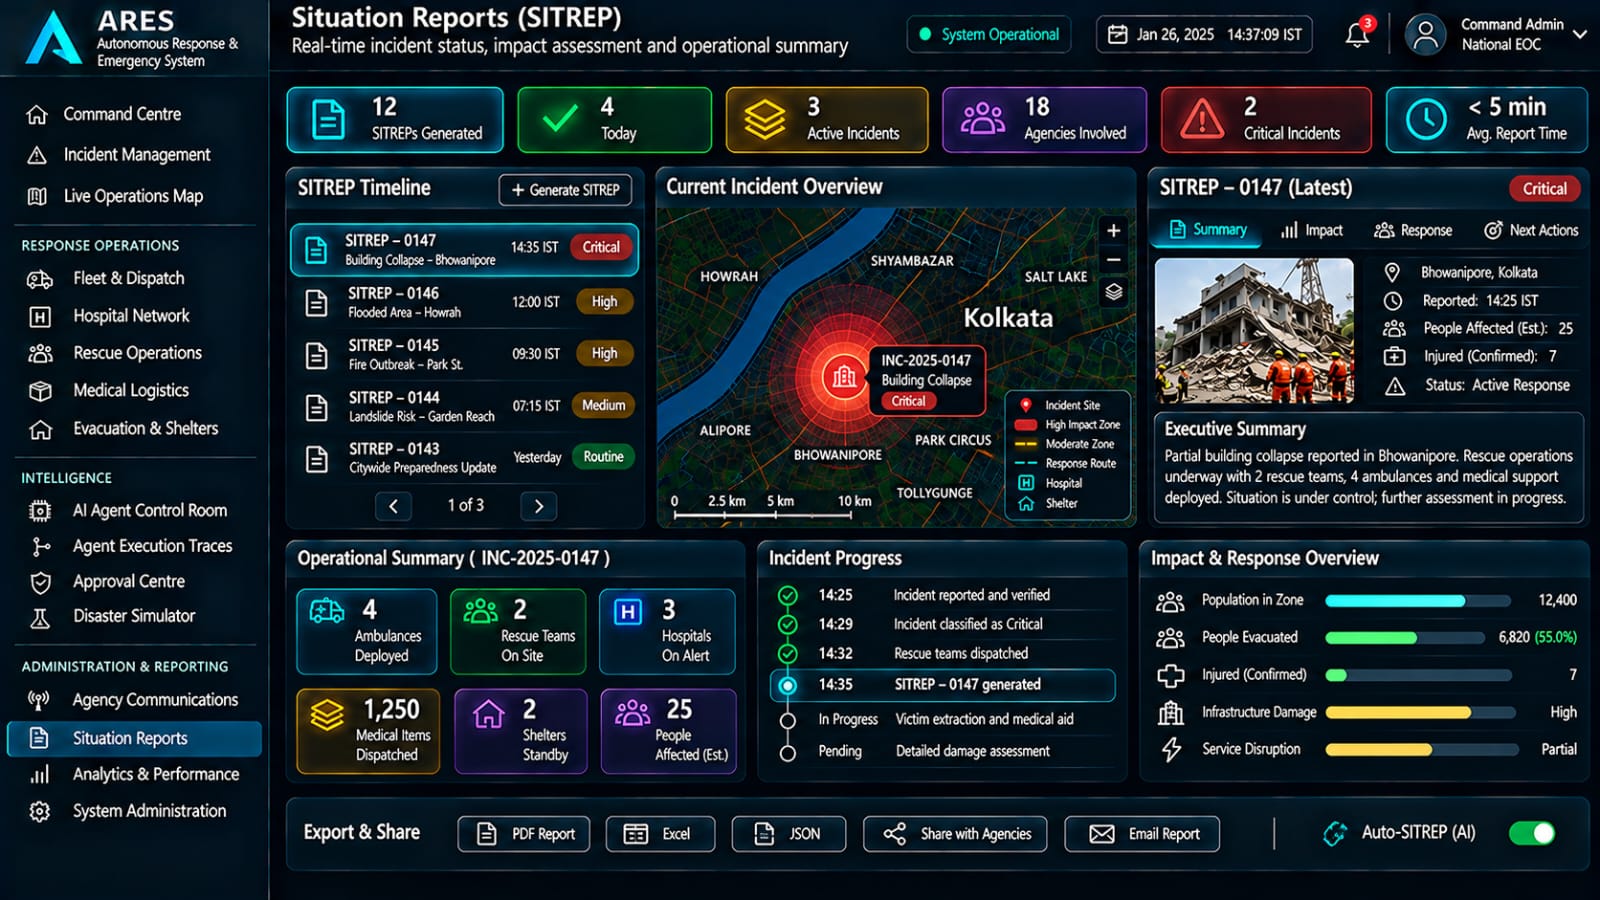 ARES
Autonomous Response &
Emergency System
Command Centre
Incident Management
Live Operations Map
RESPONSE OPERATIONS
Fleet & Dispatch
Hospital Network
Rescue Operations
Medical Logistics
Evacuation & Shelters
INTELLIGENCE
AI Agent Control Room
Agent Execution Traces
Approval Centre
Disaster Simulator
ADMINISTRATION & REPORTING
Agency Communications
Situation Reports
Analytics & Performance
System Administration
Situation Reports (SITREP)
Real-time incident status, impact assessment and operational summary
System Operational
Jan 26, 2025 14:37:09 IST
3
Command Admin
National EOC
12
SITREPs Generated
4
Today
3
Active Incidents
18
Agencies Involved
2
Critical Incidents
< 5 min
Avg. Report Time
SITREP Timeline
+ Generate SITREP
SITREP – 0147
Building Collapse – Bhowanipore
14:35 IST
Critical
SITREP – 0146
Flooded Area – Howrah
12:00 IST
High
SITREP – 0145
Fire Outbreak – Park St.
09:30 IST
High
SITREP – 0144
Landslide Risk – Garden Reach
07:15 IST
Medium
SITREP – 0143
Citywide Preparedness Update
Yesterday
Routine
< 1 of 3 >
Current Incident Overview
HOWRAH
SHYAMBAZAR
SALT LAKE
Kolkata
INC-2025-0147
Building Collapse
Critical
ALIPORE
BHOWANIPORE
PARK CIRCUS
TOLLYGUNGE
+
−
0 2.5 km 5 km 10 km
Incident Site
High Impact Zone
Moderate Zone
Response Route
H Hospital
Shelter
SITREP – 0147 (Latest)
Critical
Summary
Impact
Response
Next Actions
Bhowanipore, Kolkata
Reported: 14:25 IST
People Affected (Est.): 25
Injured (Confirmed): 7
Status: Active Response
Executive Summary
Partial building collapse reported in Bhowanipore. Rescue operations
underway with 2 rescue teams, 4 ambulances and medical support
deployed. Situation is under control; further assessment in progress.
Operational Summary ( INC-2025-0147 )
4
Ambulances
Deployed
2
Rescue Teams
On Site
H
3
Hospitals
On Alert
1,250
Medical Items
Dispatched
2
Shelters
Standby
25
People
Affected (Est.)
Incident Progress
14:25 Incident reported and verified
14:29 Incident classified as Critical
14:32 Rescue teams dispatched
14:35 SITREP – 0147 generated
In Progress Victim extraction and medical aid
Pending Detailed damage assessment
Impact & Response Overview
Population in Zone 12,400
People Evacuated 6,820 (55.0%)
Injured (Confirmed) 7
Infrastructure Damage High
Service Disruption Partial
Export & Share
PDF Report
Excel
JSON
Share with Agencies
Email Report
Auto-SITREP (AI)